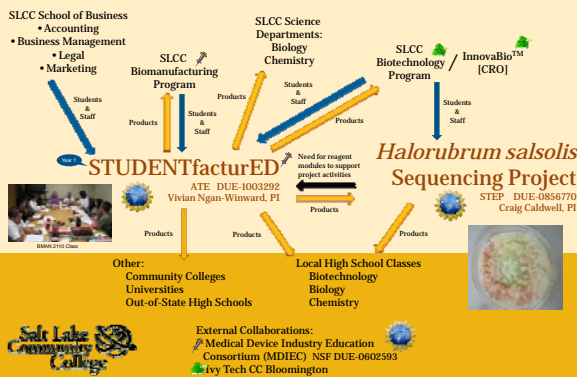 SLCC School of Business
• Accounting
• Business Management
• Legal
• Marketing
SLCC
Biomanufacturing
Program
SLCC Science
Departments:
Biology
Chemistry
SLCC
Biotechnology
Program
/ InnovaBio™
[CRO]
Students
&
Staff
Products
Students
&
Staff
Products
Students
&
Staff
Products
Students
&
Staff
Year 1
STUDENTfacturED
ATE DUE-1003292
Vivian Ngan-Winward, PI
Need for reagent
modules to support
project activities
Products
Halorubrum salsolis
Sequencing Project
STEP DUE-0856770
Craig Caldwell, PI
BMAN 2110 Class
Products
Products
Products
Other:
Community Colleges
Universities
Out-of-State High Schools
Local High School Classes
Biotechnology
Biology
Chemistry
Salt Lake
Community
College
External Collaborations:
Medical Device Industry Education
Consortium (MDIEC) NSF DUE-0602593
Ivy Tech CC Bloomington